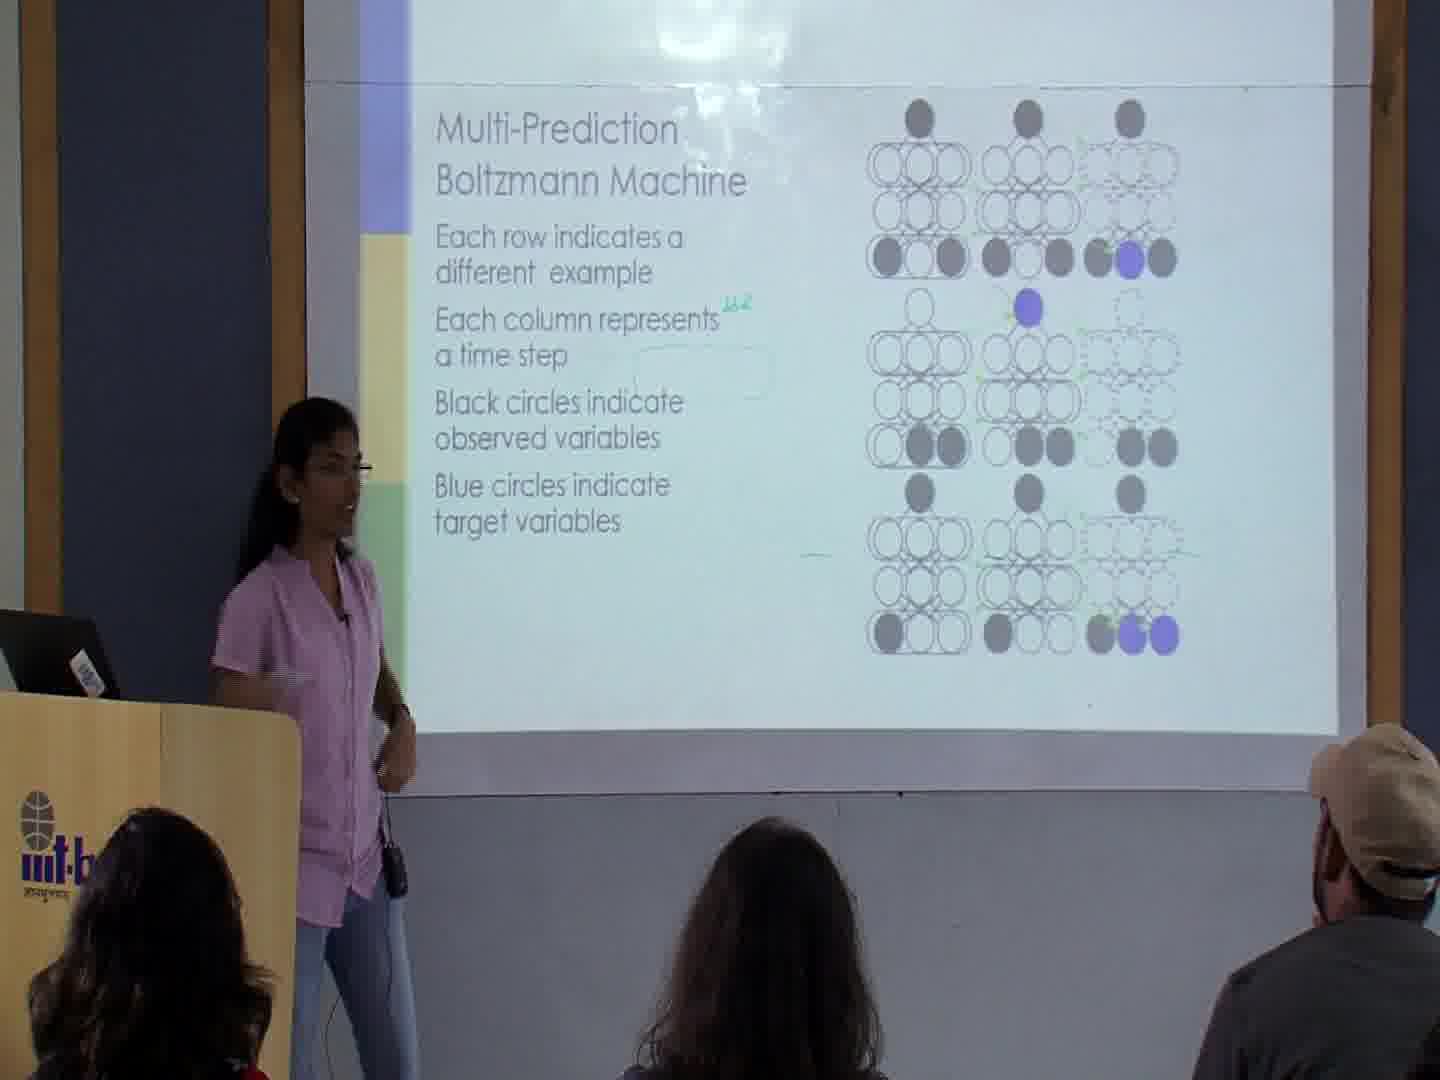 Multi-Prediction
Boltzmann Machine
Each row indicates a
different example
Each column represents
a time step
Black circles indicate
observed variables
Blue circles indicate
target variables
iiit-b